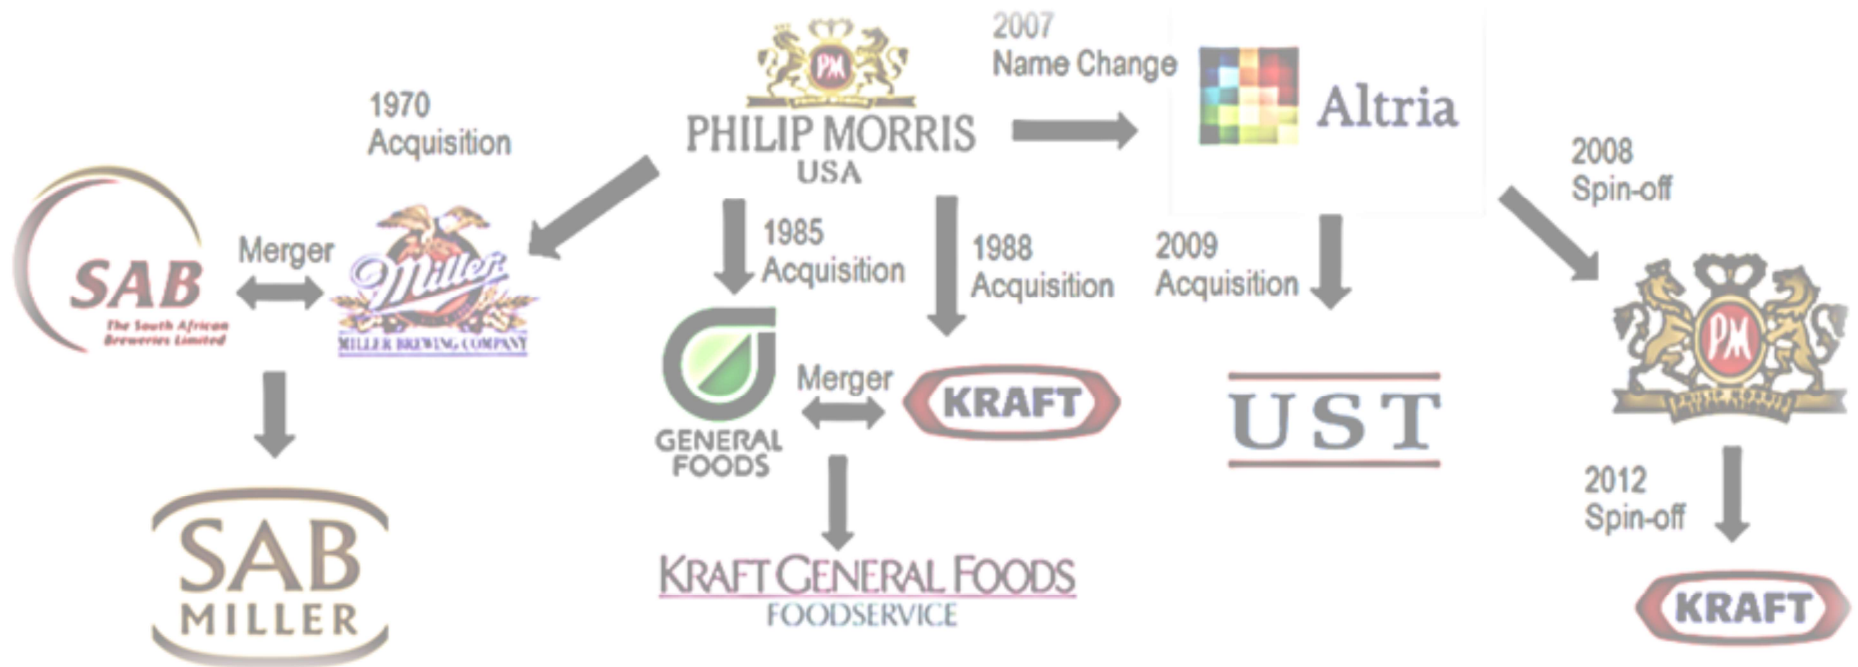 2007
Name Change
PM
PHILIP MORRIS
USA
Altria
1970
Acquisition
2008
Spin-off
SAB
The South African
Breweries Limited
Merger
Miller
MILLER BREWING COMPANY
1985
Acquisition
1988
Acquisition
2009
Acquisition
PM
GENERAL
FOODS
Merger
KRAFT
UST
2012
Spin-off
SAB
MILLER
KRAFT GENERAL FOODS
FOODSERVICE
KRAFT